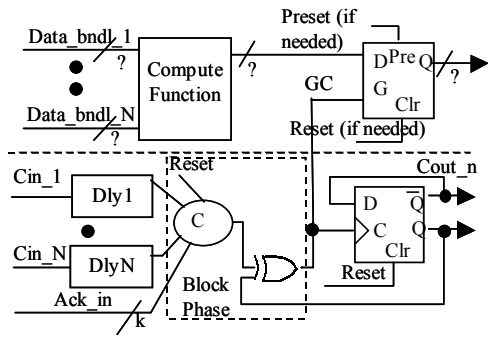 Preset (if
needed)
Data_bndl_1
?
Compute
Function
?
D Pre Q
?
G
Clr
GC
Data_bndl_N
?
Reset (if needed)
Cin_1
Dly1
Reset
C
Cout_n
D Q
C Q
Clr
Cin_N
DlyN
Reset
Block
Phase
Ack_in
k